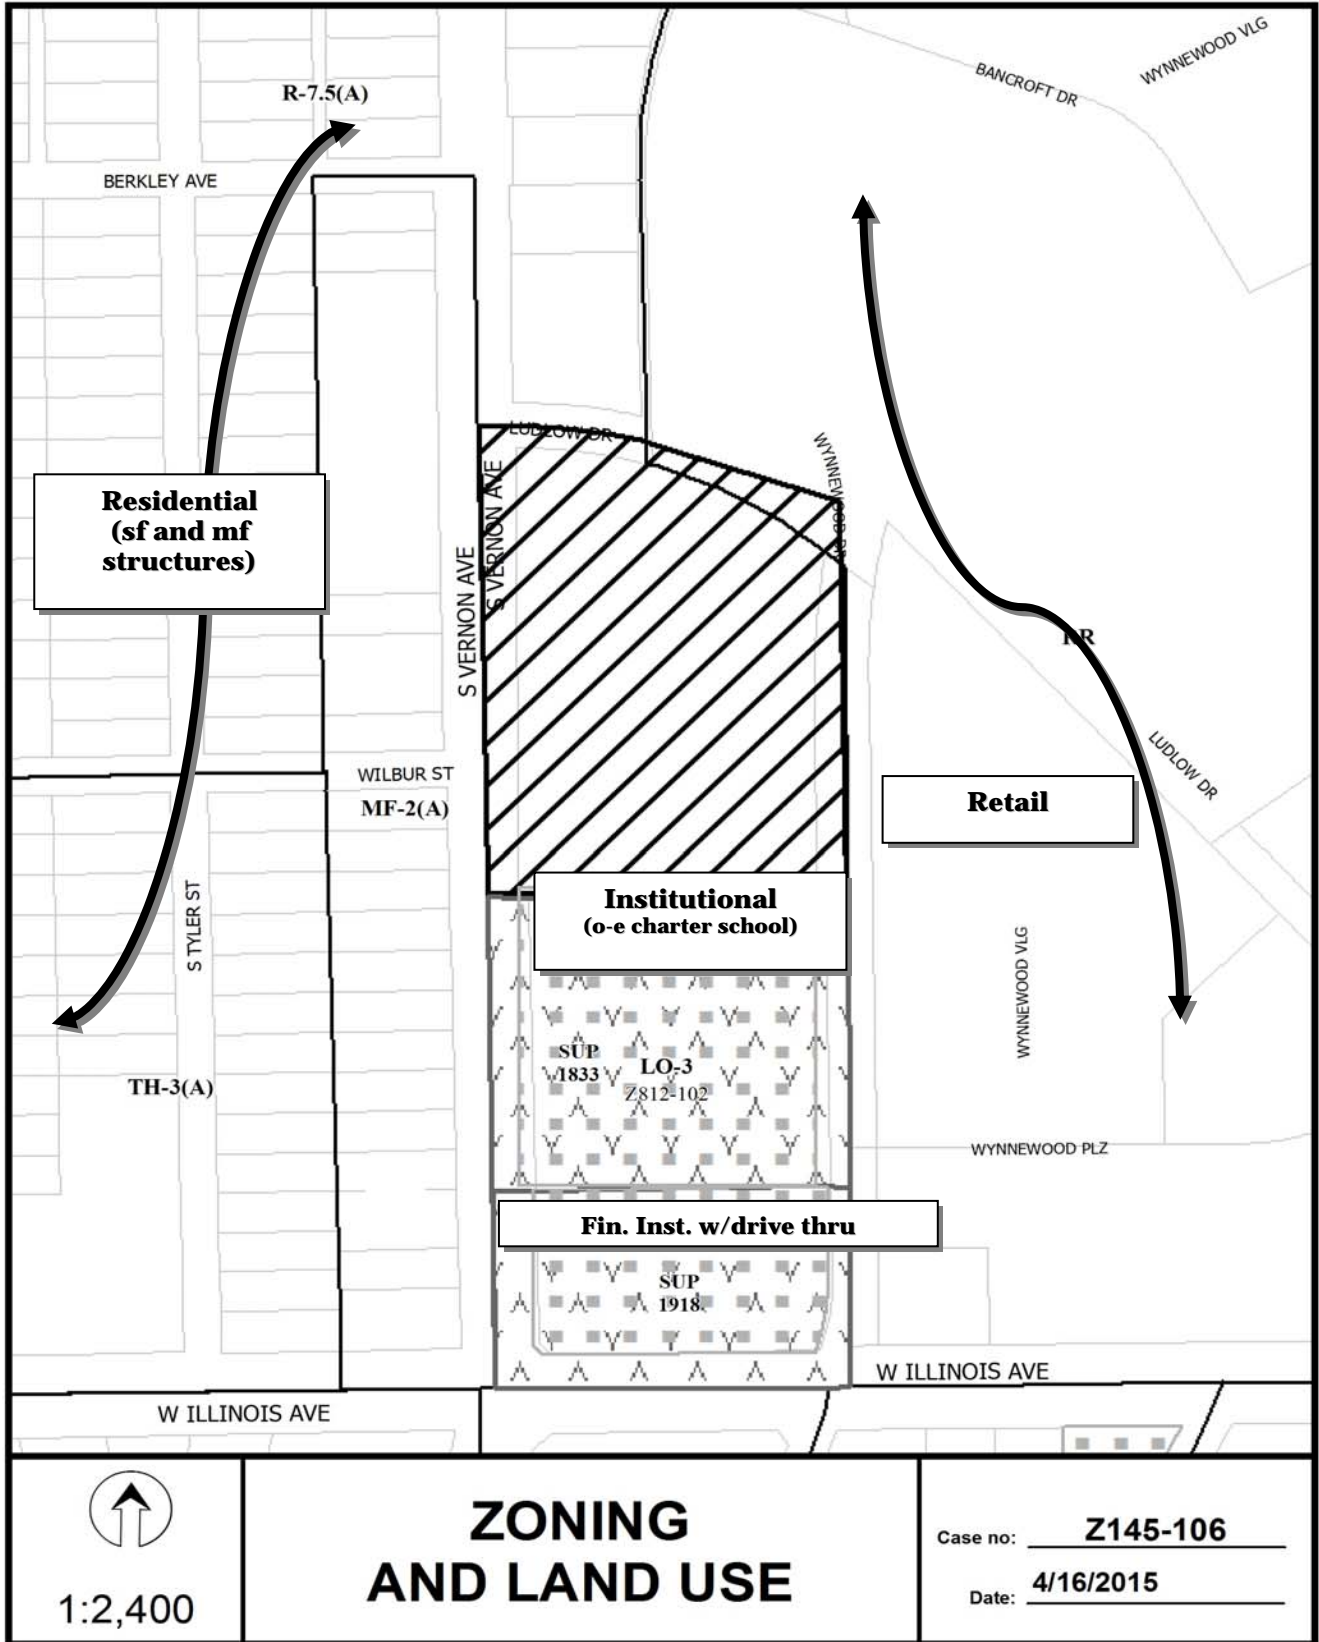 WYNNEWOOD VLG
BANCROFT DR
R-7.5(A)
BERKLEY AVE
LUDLOW DR
WYNNEWOOD DR
S VERNON AVE
S VERNON AVE
Residential
(sf and mf
structures)
LUDLOW DR
WILBUR ST
MF-2(A)
Retail
Institutional
(o-e charter school)
S TYLER ST
WYNNEWOOD VLG
SUP
1833
LO-3
Z812-102
TH-3(A)
WYNNEWOOD PLZ
Fin. Inst. w/drive thru
SUP
1918
W ILLINOIS AVE
W ILLINOIS AVE
1:2,400
ZONING
AND LAND USE
Case no: Z145-106
Date: 4/16/2015